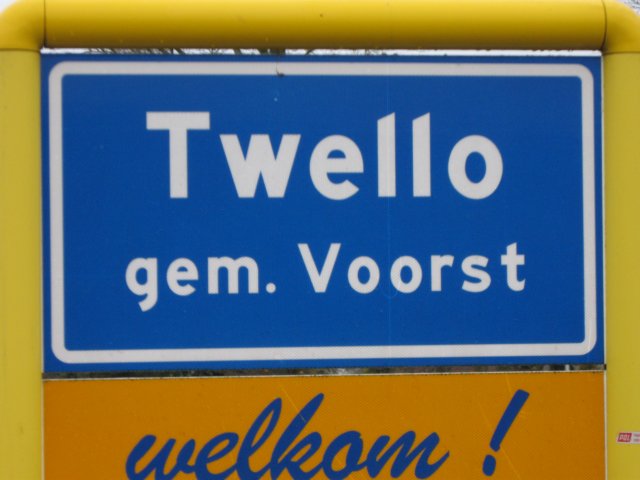 Twello
gem. Voorst
welkom !